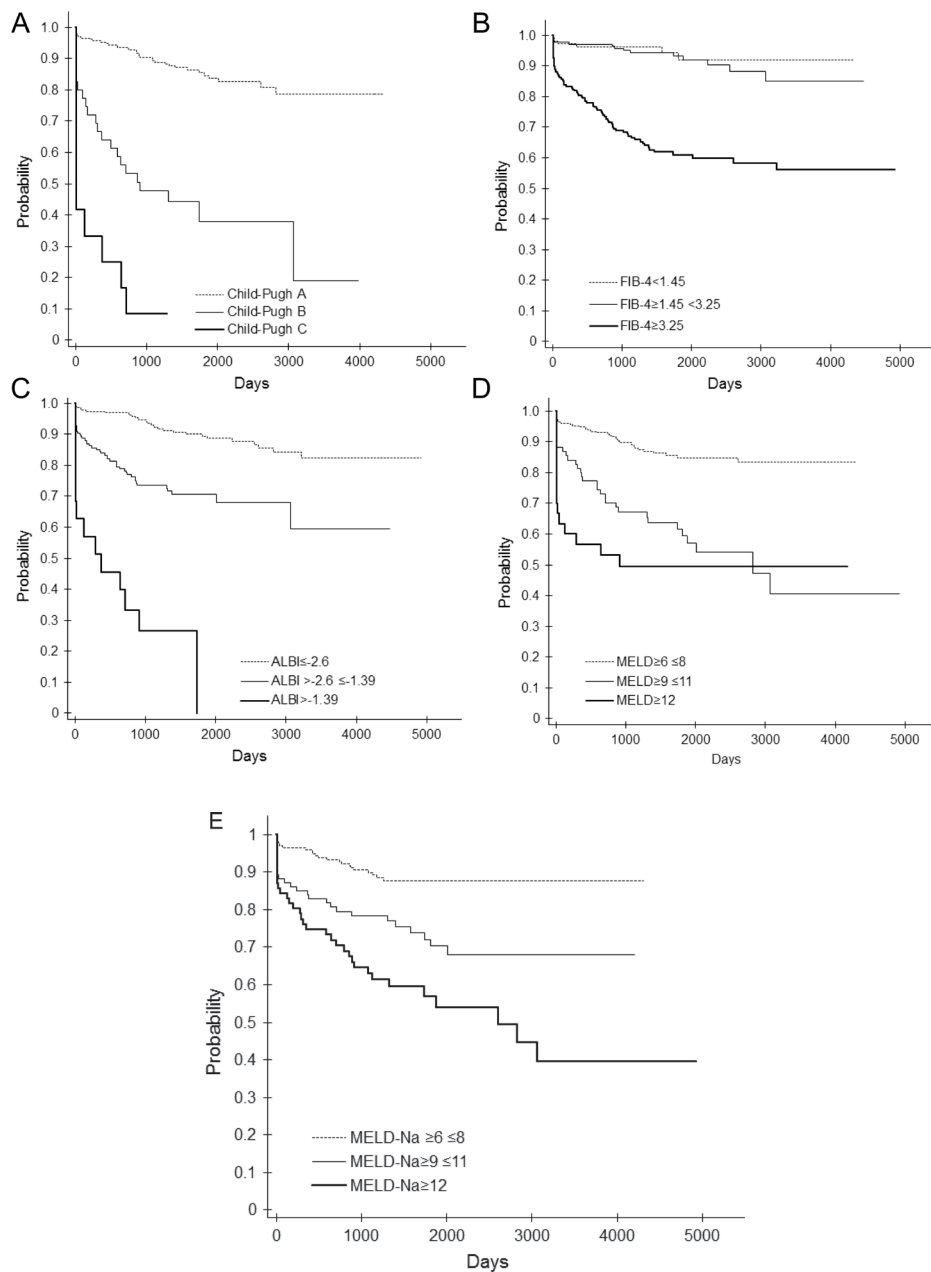 A
1.0
0.9
0.8
0.7
0.6
0.5
0.4
0.3
0.2
0.1
0
Probability
Child-Pugh A
Child-Pugh B
Child-Pugh C
0 1000 2000 3000 4000 5000
Days
B
1.0
0.9
0.8
0.7
0.6
0.5
0.4
0.3
0.2
0.1
0
Probability
FIB-4<1.45
FIB-4≥1.45 <3.25
FIB-4≥3.25
0 1000 2000 3000 4000 5000
Days
C
1.0
0.9
0.8
0.7
0.6
0.5
0.4
0.3
0.2
0.1
0
Probability
ALBI≤-2.6
ALBI >-2.6 ≤-1.39
ALBI>-1.39
0 1000 2000 3000 4000 5000
Days
D
1.0
0.9
0.8
0.7
0.6
0.5
0.4
0.3
0.2
0.1
0
Probability
MELD≥6 ≤8
MELD≥9 ≤11
MELD≥12
0 1000 2000 3000 4000 5000
Days
E
1
0.9
0.8
0.7
0.6
0.5
0.4
0.3
0.2
0.1
0
Probability
MELD-Na ≥6 ≤8
MELD-Na≥9 ≤11
MELD-Na≥12
0 1000 2000 3000 4000 5000
Days